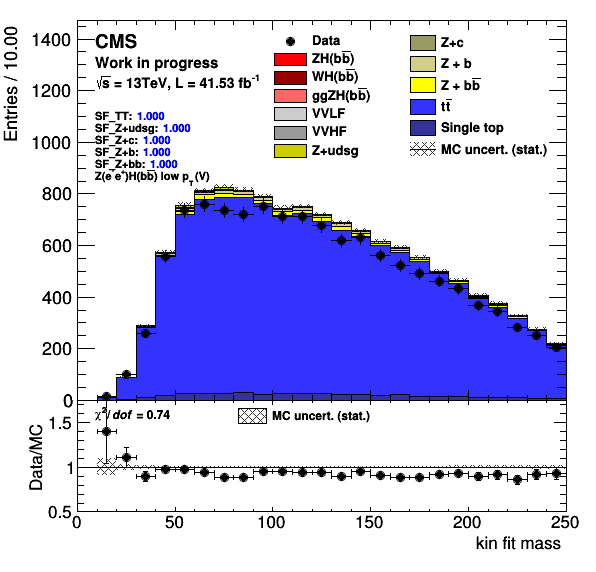 CMS
Work in progress
√s = 13TeV, L = 41.53 fb⁻¹
SF_TT: 1.000
SF_Z+udsg: 1.000
SF_Z+c: 1.000
SF_Z+b: 1.000
SF_Z+bb: 1.000
Z(e⁻e⁺)H(bb̅) low p_T(V)
Data
ZH(bb̅)
WH(bb̅)
ggZH(bb̅)
VVLF
VVHF
Z+udsg
Z+c
Z + b
Z + bb̅
tt̅
Single top
MC uncert. (stat.)
Entries / 10.00
1400
1200
1000
800
600
400
200
0
χ²/dof = 0.74
MC uncert. (stat.)
Data/MC
1.5
1
0.5
0 50 100 150 200 250
kin fit mass